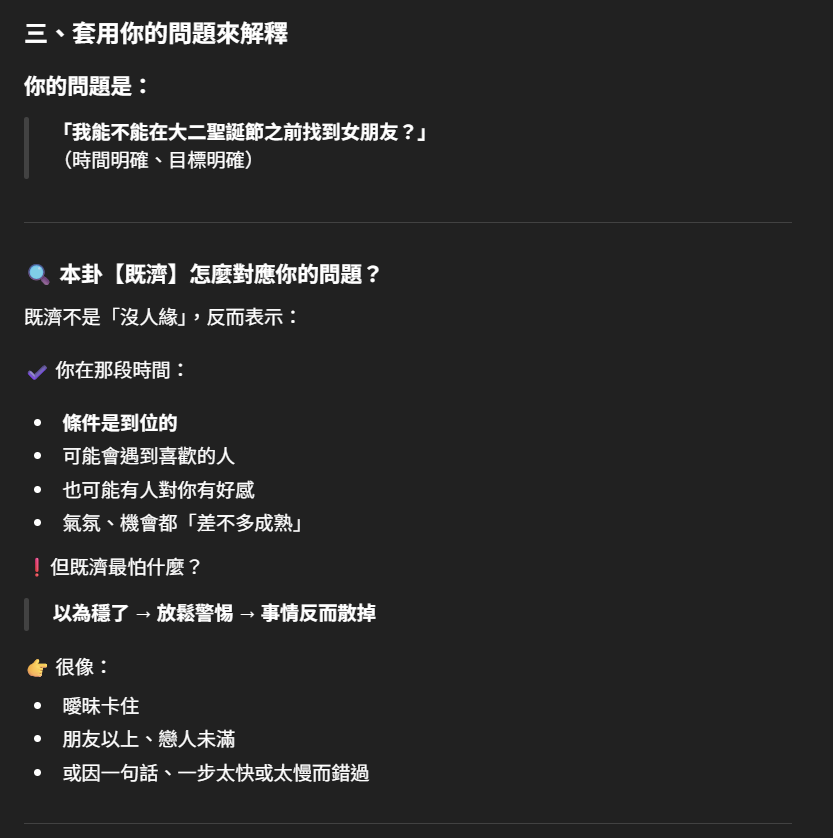 三、套用你的問題來解釋
你的問題是：
「我能不能在大二聖誕節之前找到女朋友？」
（時間明確、目標明確）
🔍 本卦【既濟】怎麼對應你的問題？
既濟不是「沒人緣」，反而表示：
✔ 你在那段時間：
• 條件是到位的
• 可能會遇到喜歡的人
• 也可能有人對你有好感
• 氣氛、機會都「差不多成熟」
❗但既濟最怕什麼？
以為穩了 → 放鬆警惕 → 事情反而散掉
👉 很像：
• 曖昧卡住
• 朋友以上、戀人未滿
• 或因一句話、一步太快或太慢而錯過